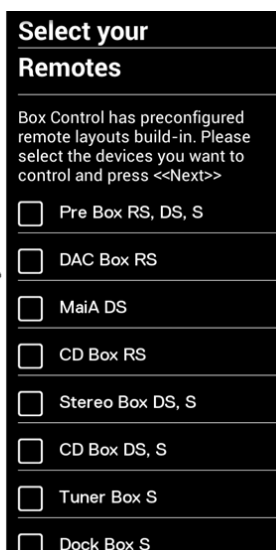 Select your
Remotes
Box Control has preconfigured
remote layouts build-in. Please
select the devices you want to
control and press <<Next>>
Pre Box RS, DS, S
DAC Box RS
MaiA DS
CD Box RS
Stereo Box DS, S
CD Box DS, S
Tuner Box S
Dock Box S